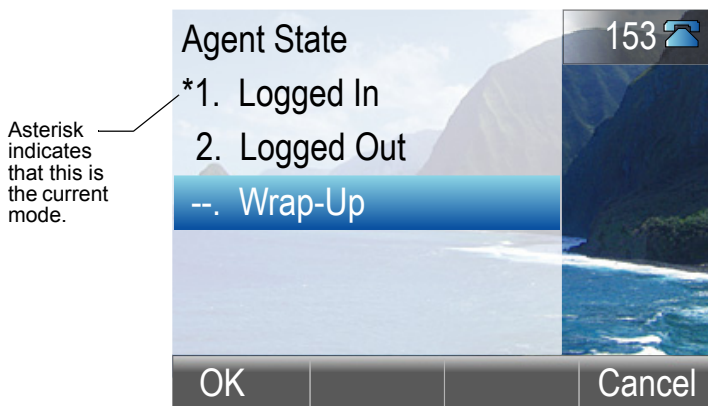 Agent State
153
*1. Logged In
2. Logged Out
--. Wrap-Up
OK
Cancel
Asterisk
indicates
that this is
the current
mode.